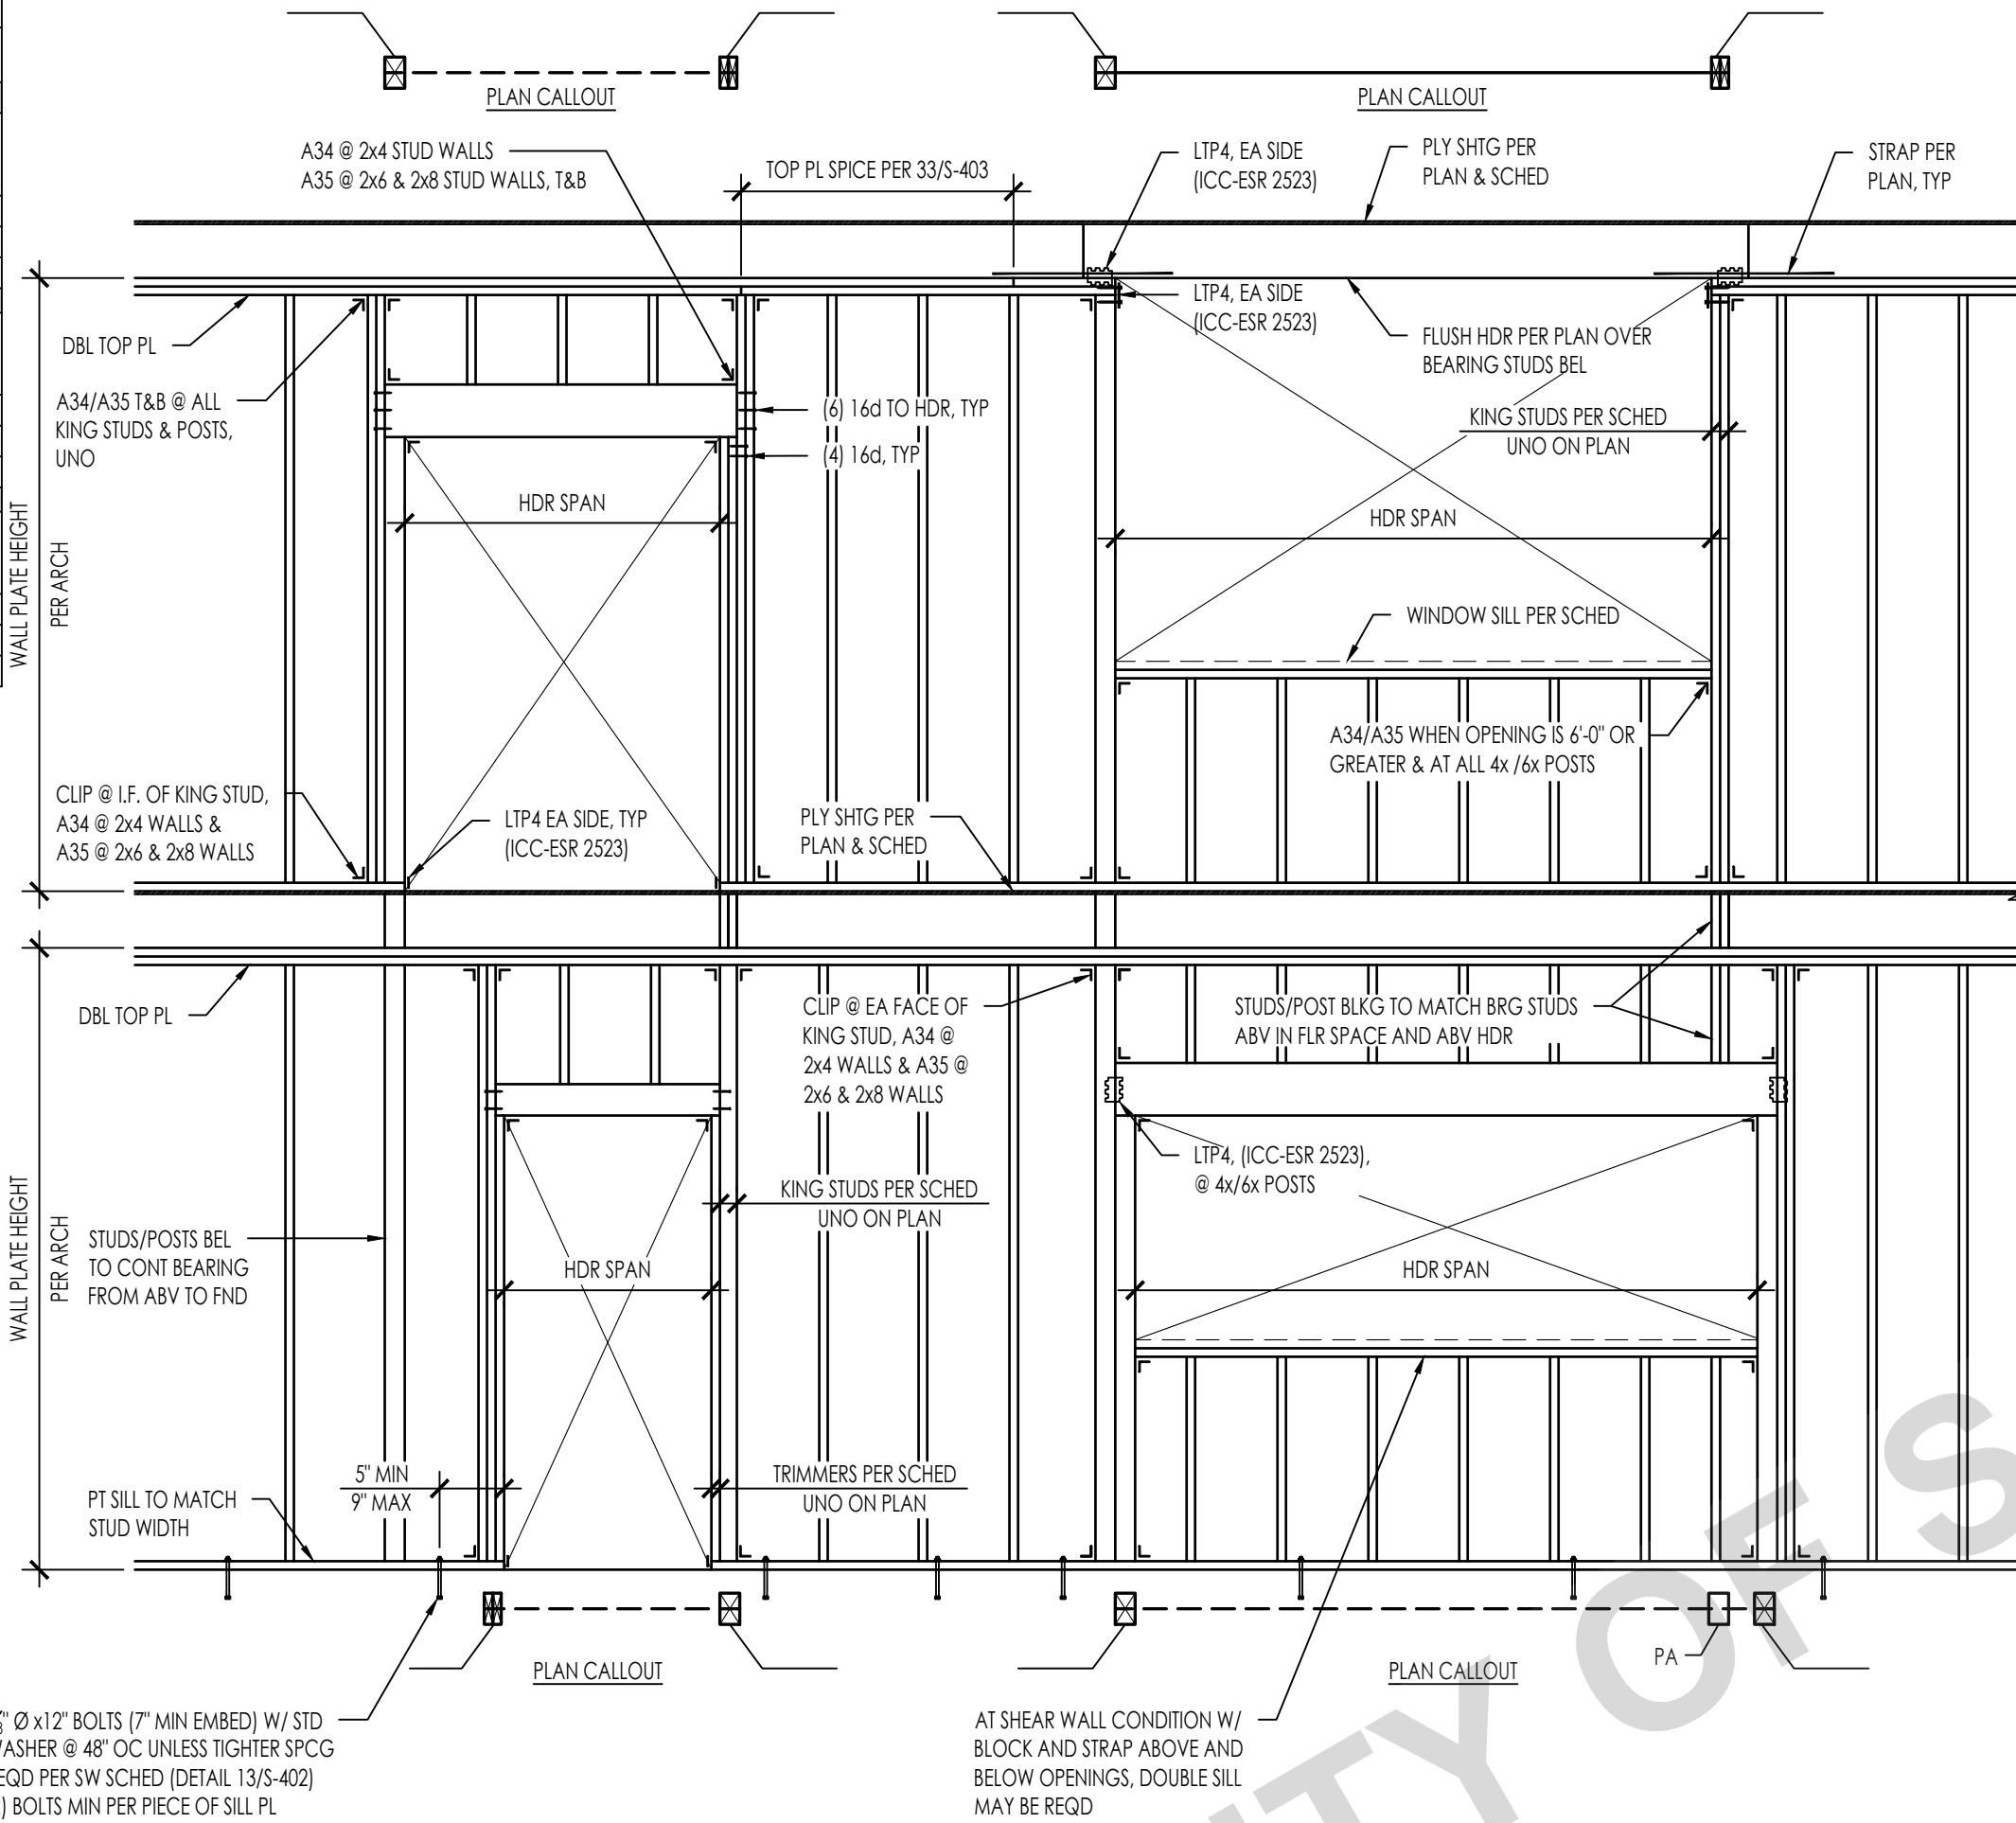 PLAN CALLOUT
PLAN CALLOUT
A34 @ 2x4 STUD WALLS
A35 @ 2x6 & 2x8 STUD WALLS, T&B
TOP PL SPICE PER 33/S-403
LTP4, EA SIDE
(ICC-ESR 2523)
PLY SHTG PER
PLAN & SCHED
STRAP PER
PLAN, TYP
DBL TOP PL
LTP4, EA SIDE
(ICC-ESR 2523)
FLUSH HDR PER PLAN OVER
BEARING STUDS BEL
A34/A35 T&B @ ALL
KING STUDS & POSTS,
UNO
(6) 16d TO HDR, TYP
(4) 16d, TYP
KING STUDS PER SCHED
UNO ON PLAN
HDR SPAN
HDR SPAN
WALL PLATE HEIGHT
PER ARCH
WINDOW SILL PER SCHED
A34/A35 WHEN OPENING IS 6'-0" OR
GREATER & AT ALL 4x /6x POSTS
CLIP @ I.F. OF KING STUD,
A34 @ 2x4 WALLS &
A35 @ 2x6 & 2x8 WALLS
LTP4 EA SIDE, TYP
(ICC-ESR 2523)
PLY SHTG PER
PLAN & SCHED
DBL TOP PL
CLIP @ EA FACE OF
KING STUD, A34 @
2x4 WALLS & A35 @
2x6 & 2x8 WALLS
STUDS/POST BLKG TO MATCH BRG STUDS
ABV IN FLR SPACE AND ABV HDR
LTP4, (ICC-ESR 2523),
@ 4x/6x POSTS
KING STUDS PER SCHED
UNO ON PLAN
WALL PLATE HEIGHT
PER ARCH
STUDS/POSTS BEL
TO CONT BEARING
FROM ABV TO FND
HDR SPAN
HDR SPAN
5" MIN
9" MAX
TRIMMERS PER SCHED
UNO ON PLAN
PT SILL TO MATCH
STUD WIDTH
PLAN CALLOUT
PLAN CALLOUT
PA
" Ø x12" BOLTS (7" MIN EMBED) W/ STD
ASHER @ 48" OC UNLESS TIGHTER SPCG
EQD PER SW SCHED (DETAIL 13/S-402)
) BOLTS MIN PER PIECE OF SILL PL
AT SHEAR WALL CONDITION W/
BLOCK AND STRAP ABOVE AND
BELOW OPENINGS, DOUBLE SILL
MAY BE REQD
ITY OF S